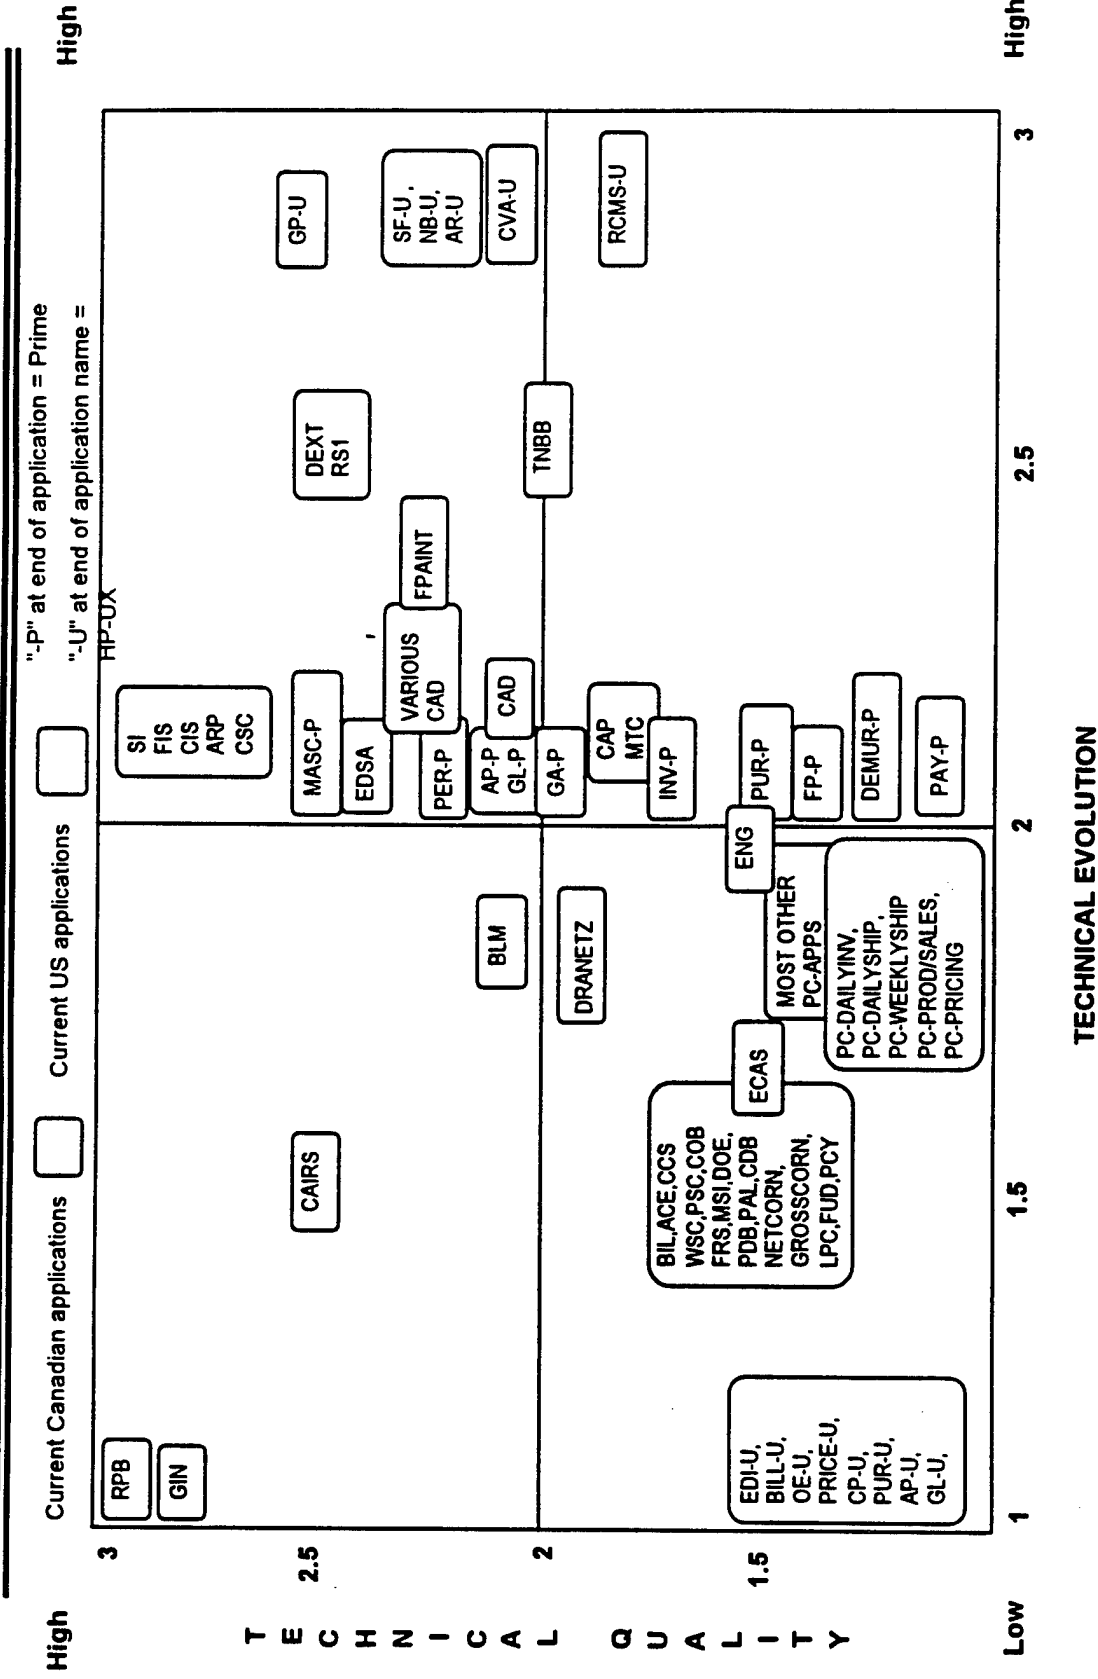 "-P" at end of application = Prime
Current Canadian applications
Current US applications
"-U" at end of application name =
HP-UX
High
High
3
RPB
GIN
SI
FIS
CIS
ARP
CSC
GP-U
2.5
CAIRS
MASC-P
EDSA
DEXT
RS1
VARIOUS
CAD
FPAINT
SF-U,
NB-U,
AR-U
PER-P
AP-P
GL-P
CAD
CVA-U
BLM
2
GA-P
TNBB
DRANETZ
CAP
MTC
INV-P
RCMS-U
BIL,ACE,CCS
WSC,PSC,COB
FRS,MSI,DOE,
PDB,PAL,CDB
NETCORN,
GROSSCORN,
LPC,FUD,PCY
ECAS
ENG
PUR-P
FP-P
1.5
EDI-U,
BILL-U,
OE-U,
PRICE-U,
CP-U,
PUR-U,
AP-U,
GL-U,
MOST OTHER
PC-APPS
PC-DAILYINV,
PC-DAILYSHIP,
PC-WEEKLYSHIP
PC-PROD/SALES,
PC-PRICING
DEMUR-P
PAY-P
TECHNICAL QUALITY
Low
1
1.5
2
2.5
3
High
TECHNICAL EVOLUTION